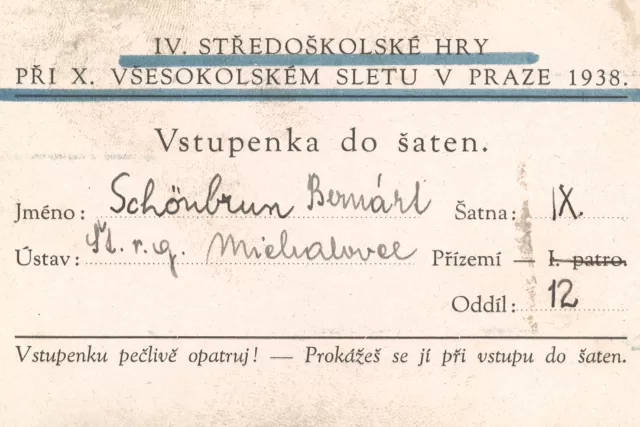 IV. STŘEDOŠKOLSKÉ HRY
PŘI X. VŠESOKOLSKÉM SLETU V PRAZE 1938.
Vstupenka do šaten.
Jméno: Schönbrun Bernárt Šatna: IX.
Ústav: Št. r. g. Michalovce Přízemí — I. patro.
Oddíl: 12
Vstupenku pečlivě opatruj! — Prokážeš se jí při vstupu do šaten.